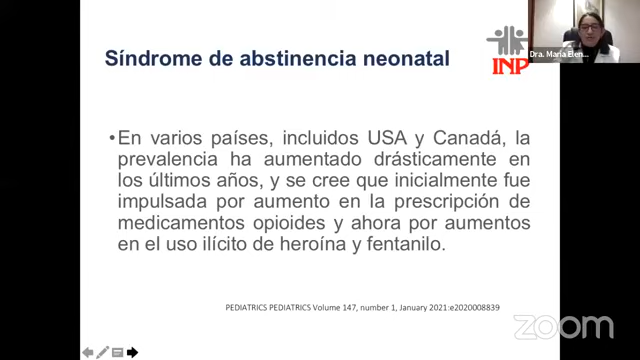 Síndrome de abstinencia neonatal
INP
Dra. María Elen...
•En varios países, incluidos USA y Canadá, la
prevalencia ha aumentado drásticamente en
los últimos años, y se cree que inicialmente fue
impulsada por aumento en la prescripción de
medicamentos opioides y ahora por aumentos
en el uso ilícito de heroína y fentanilo.
PEDIATRICS PEDIATRICS Volume 147, number 1, January 2021:e2020008839
zoom